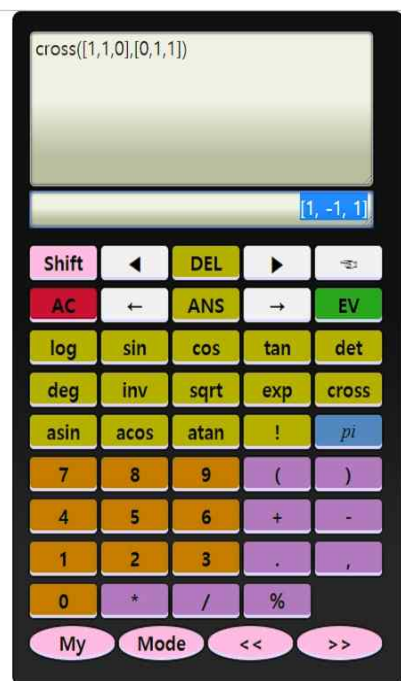 cross([1,1,0],[0,1,1])
[1, -1, 1]
Shift ◀ DEL ▶ ☜
AC ← ANS → EV
log sin cos tan det
deg inv sqrt exp cross
asin acos atan ! pi
7 8 9 ( )
4 5 6 + -
1 2 3 . ,
0 * / %
My Mode << >>